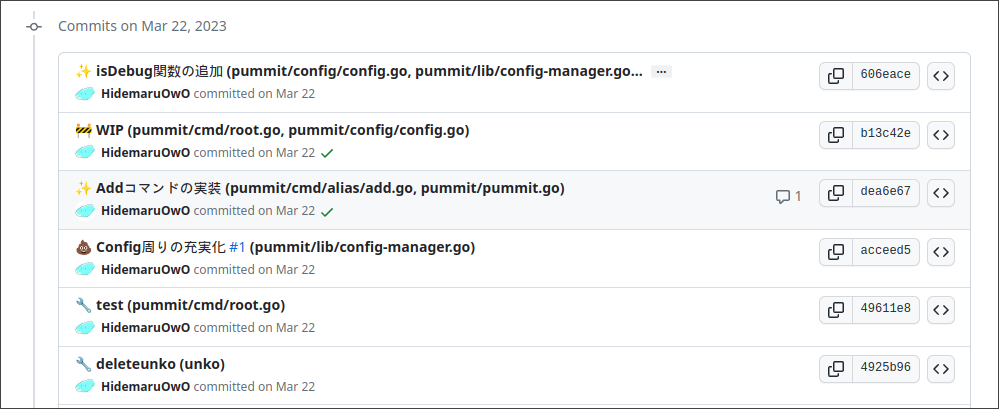 Commits on Mar 22, 2023
✨ isDebug関数の追加 (pummit/config/config.go, pummit/lib/config-manager.go... ...
606eace
HidemaruOwO committed on Mar 22
🚧 WIP (pummit/cmd/root.go, pummit/config/config.go)
b13c42e
HidemaruOwO committed on Mar 22 ✓
✨ Addコマンドの実装 (pummit/cmd/alias/add.go, pummit/pummit.go)
1
dea6e67
HidemaruOwO committed on Mar 22 ✓
💩 Config周りの充実化 #1 (pummit/lib/config-manager.go)
acceed5
HidemaruOwO committed on Mar 22
🔧 test (pummit/cmd/root.go)
49611e8
HidemaruOwO committed on Mar 22
🔧 deleteunko (unko)
4925b96
HidemaruOwO committed on Mar 22